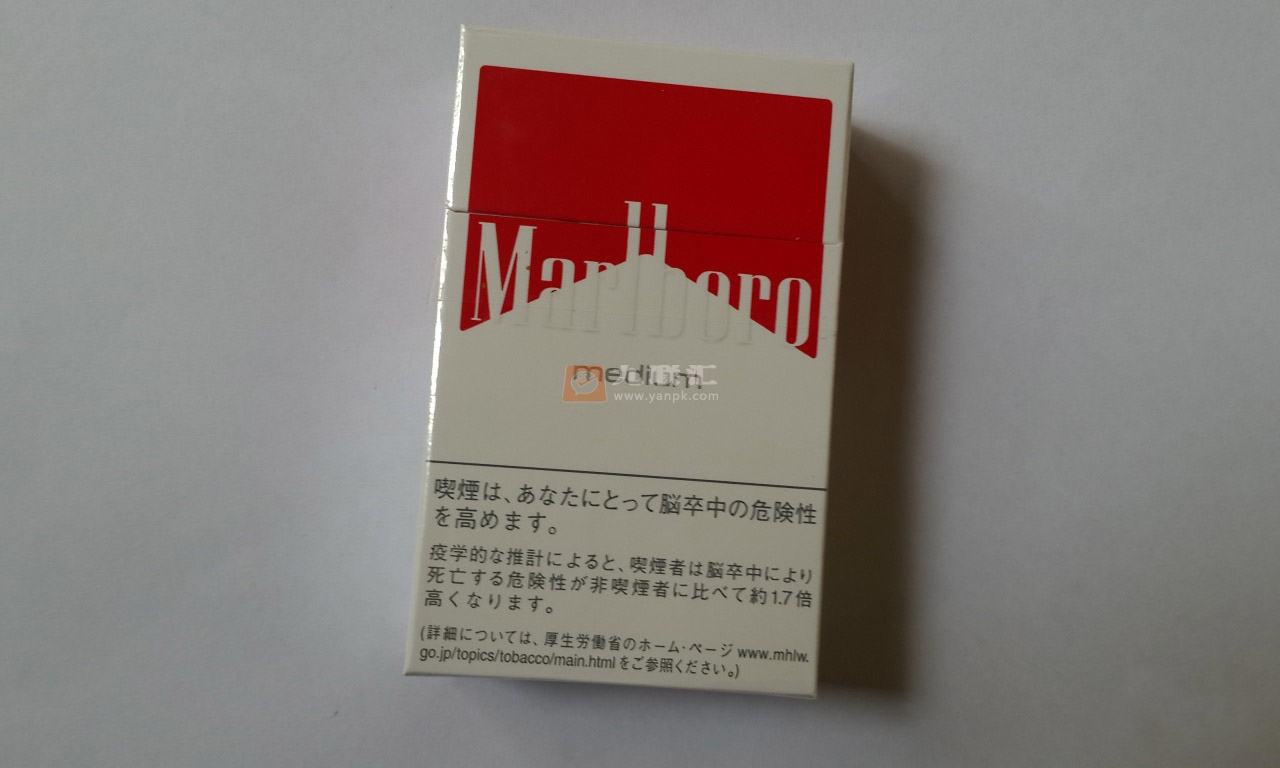 Marlboro
medium
www.yanpk.com
喫煙は、あなたにとって脳卒中の危険性
を高めます。
疫学的な推計によると、喫煙者は脳卒中により
死亡する危険性が非喫煙者に比べて約1.7倍
高くなります。
(詳細については、厚生労働省のホーム・ページ www.mhlw.
go.jp/topics/tobacco/main.html をご参照ください。)